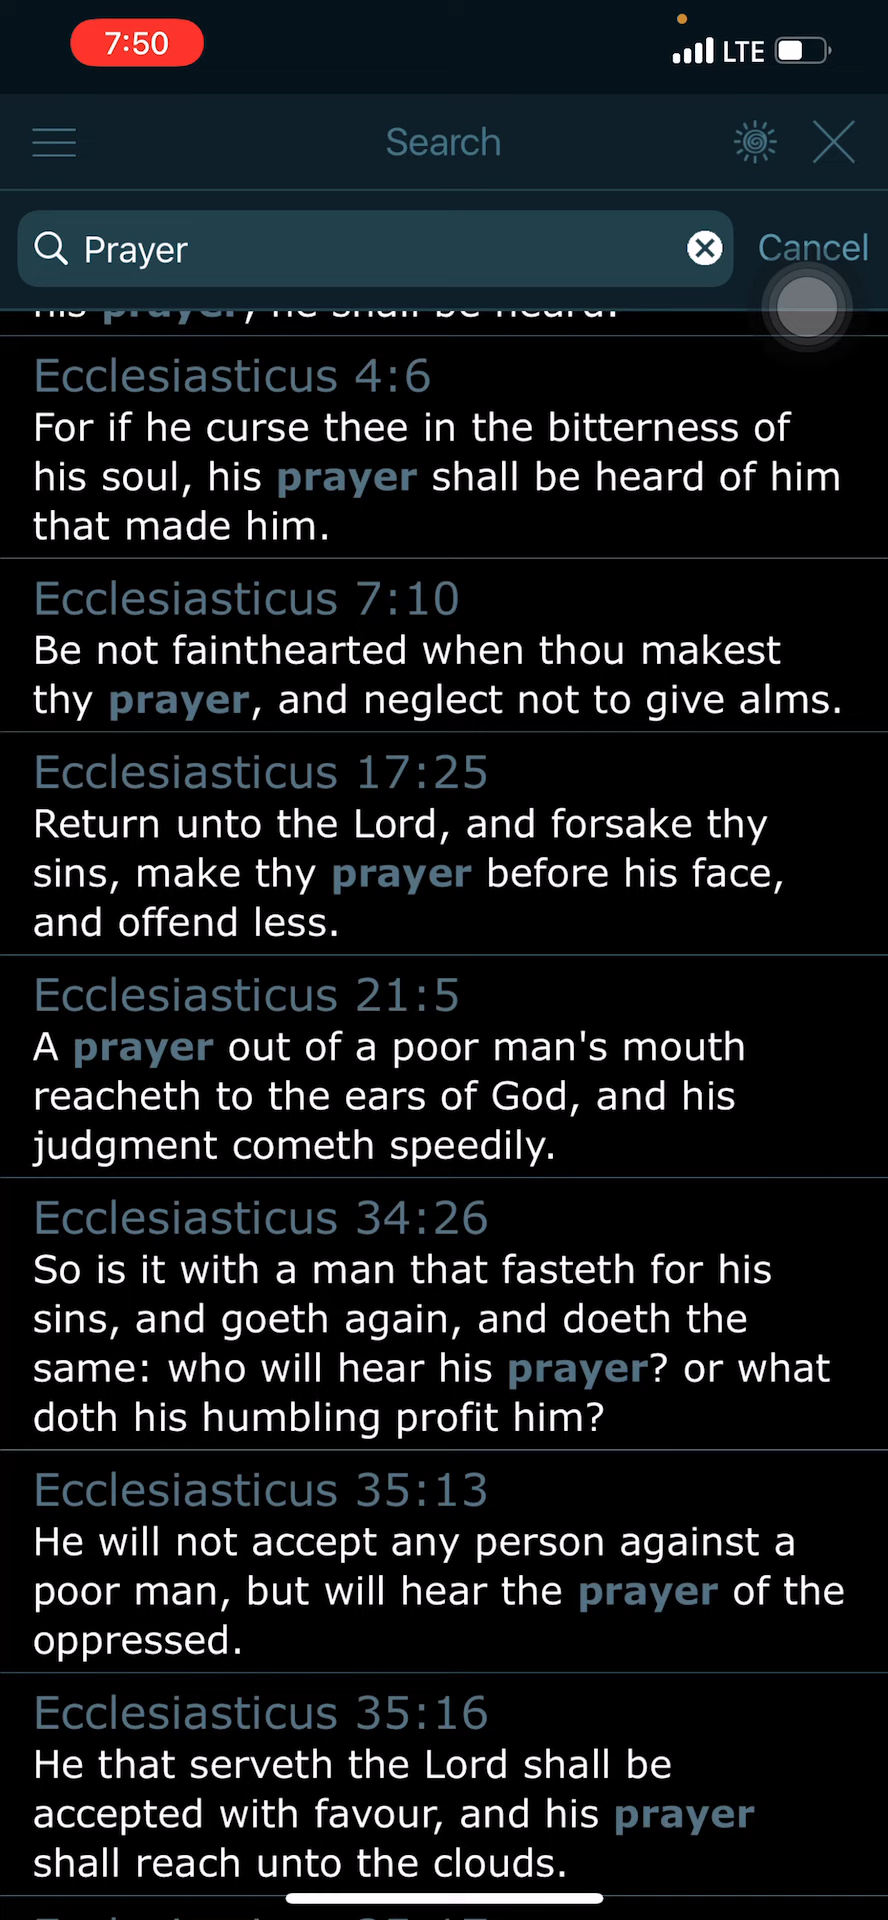 7:50
LTE
Search
Prayer
Cancel
his prayer, he shall be heard.
Ecclesiasticus 4:6
For if he curse thee in the bitterness of
his soul, his prayer shall be heard of him
that made him.
Ecclesiasticus 7:10
Be not fainthearted when thou makest
thy prayer, and neglect not to give alms.
Ecclesiasticus 17:25
Return unto the Lord, and forsake thy
sins, make thy prayer before his face,
and offend less.
Ecclesiasticus 21:5
A prayer out of a poor man's mouth
reacheth to the ears of God, and his
judgment cometh speedily.
Ecclesiasticus 34:26
So is it with a man that fasteth for his
sins, and goeth again, and doeth the
same: who will hear his prayer? or what
doth his humbling profit him?
Ecclesiasticus 35:13
He will not accept any person against a
poor man, but will hear the prayer of the
oppressed.
Ecclesiasticus 35:16
He that serveth the Lord shall be
accepted with favour, and his prayer
shall reach unto the clouds.